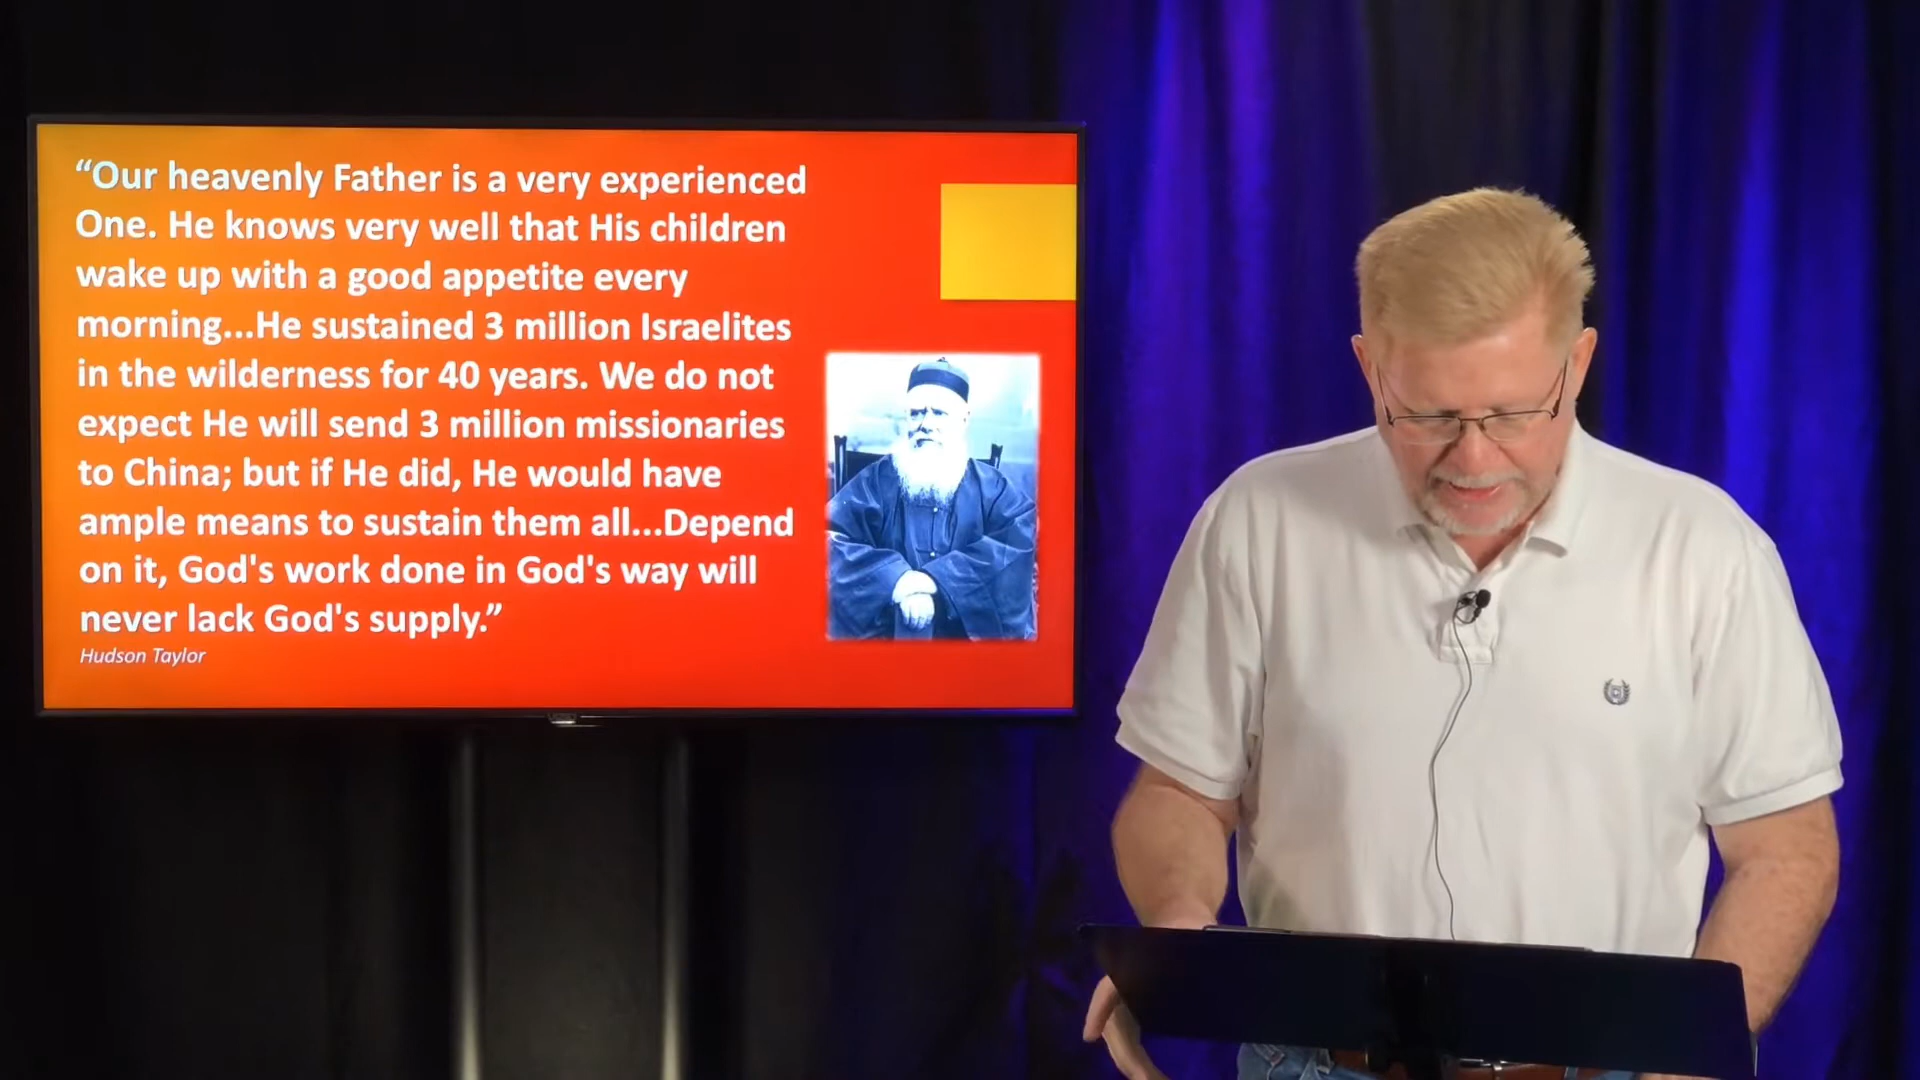 “Our heavenly Father is a very experienced
One. He knows very well that His children
wake up with a good appetite every
morning...He sustained 3 million Israelites
in the wilderness for 40 years. We do not
expect He will send 3 million missionaries
to China; but if He did, He would have
ample means to sustain them all...Depend
on it, God's work done in God's way will
never lack God's supply.”
Hudson Taylor